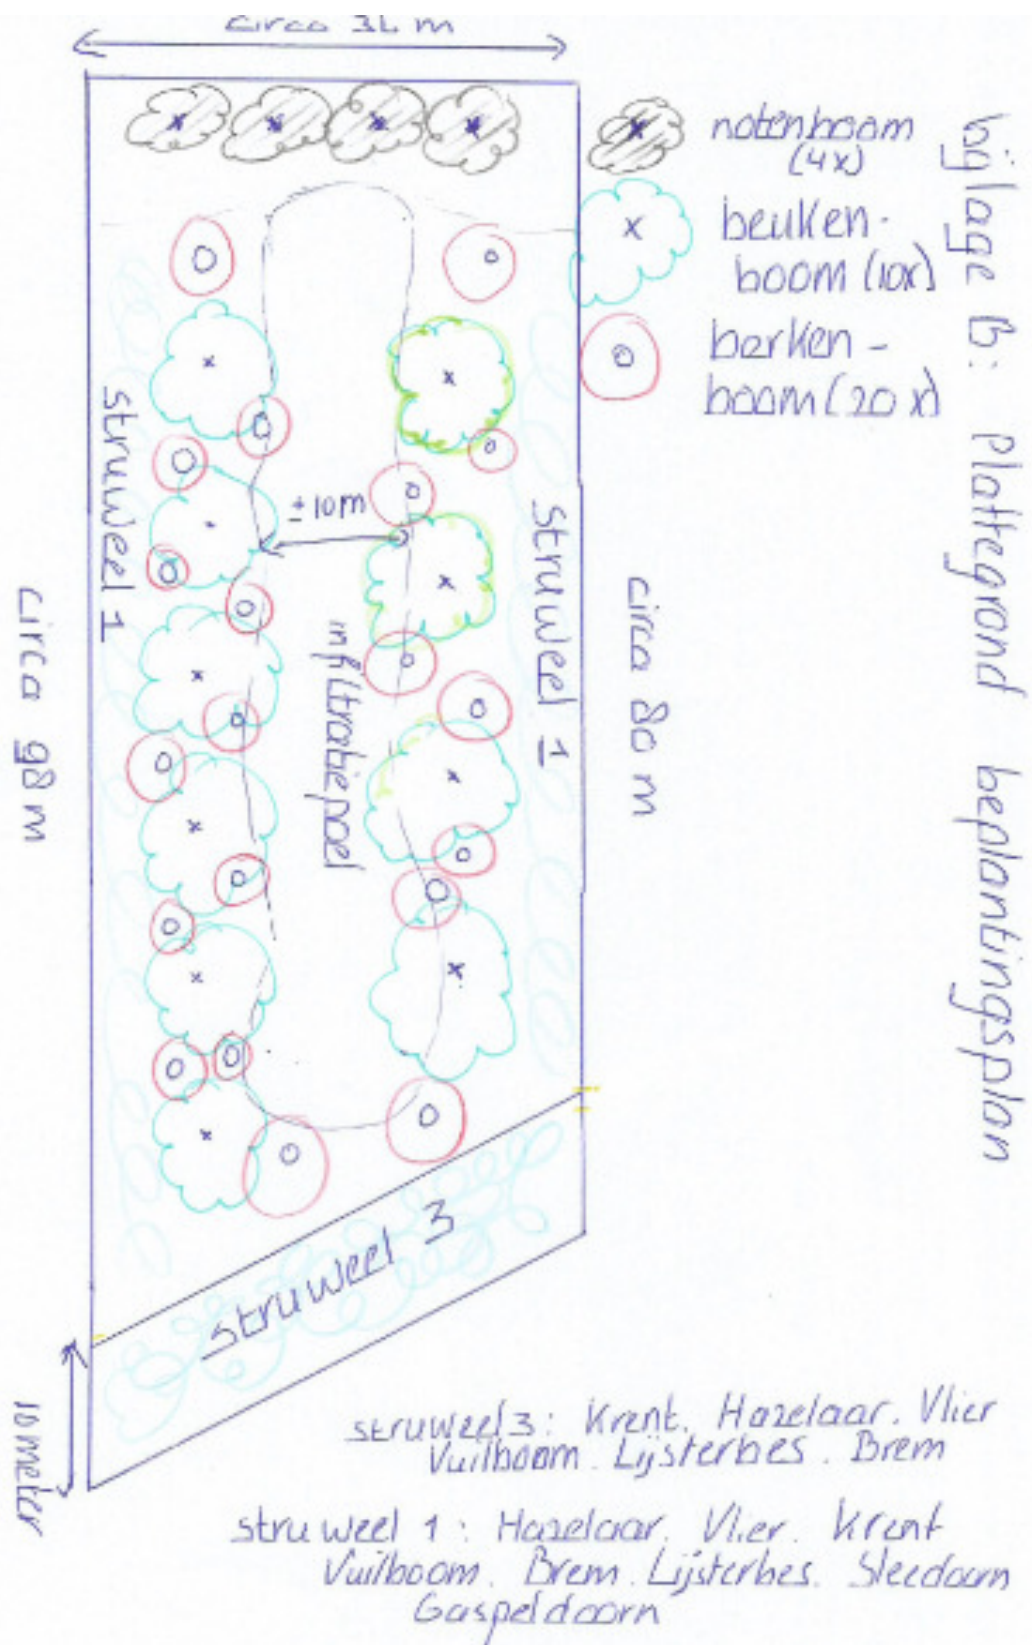 circa 36 m
notenboom
(4x)
beuken-
boom (10x)
berken-
boom (20x)
bijlage B: Plattegrond beplantingsplan
struweel 1
± 10m
struweel 1
infiltratiepoel
circa 80 m
circa 98 m
struweel 3
10 meter
struweel 3: Krent. Hazelaar. Vlier
Vuilboom. Lijsterbes. Brem
struweel 1: Hazelaar. Vlier. Krent
Vuilboom. Brem. Lijsterbes. Sleedoorn
Gaspeldoorn